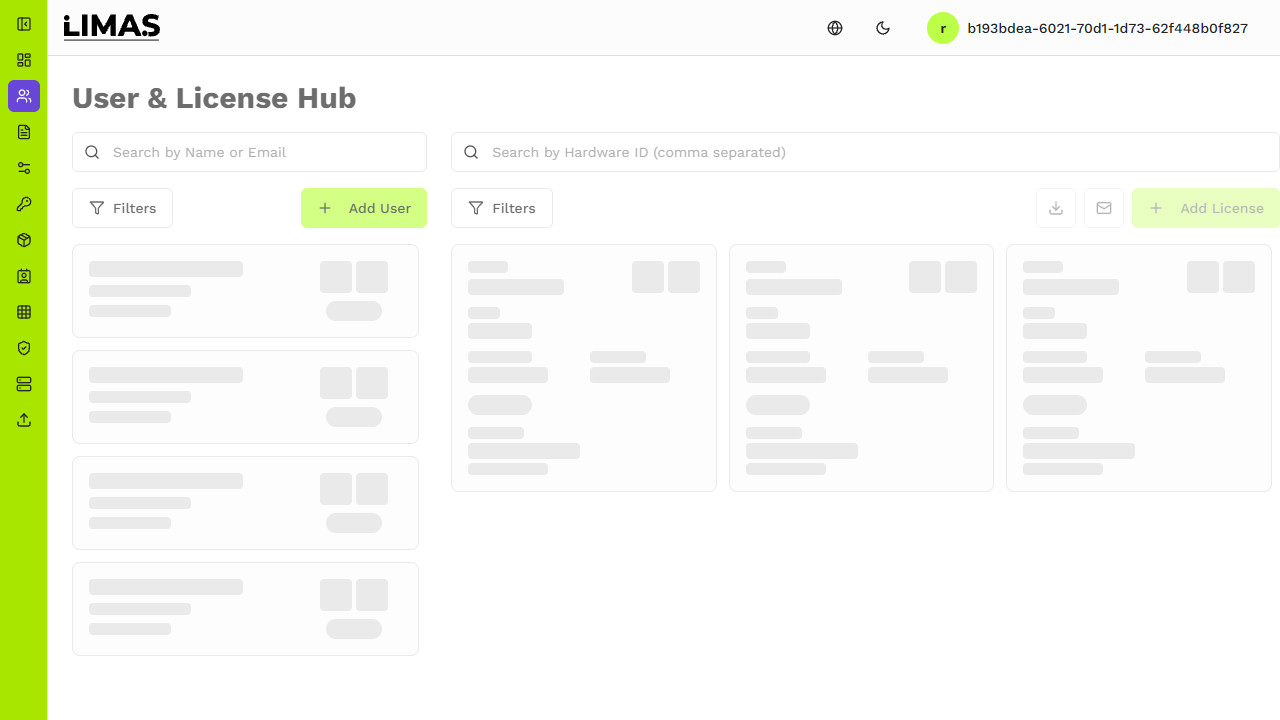 LIMAS
r
b193bdea-6021-70d1-1d73-62f448b0f827
User & License Hub
Search by Name or Email
Search by Hardware ID (comma separated)
Filters
Add User
Filters
Add License